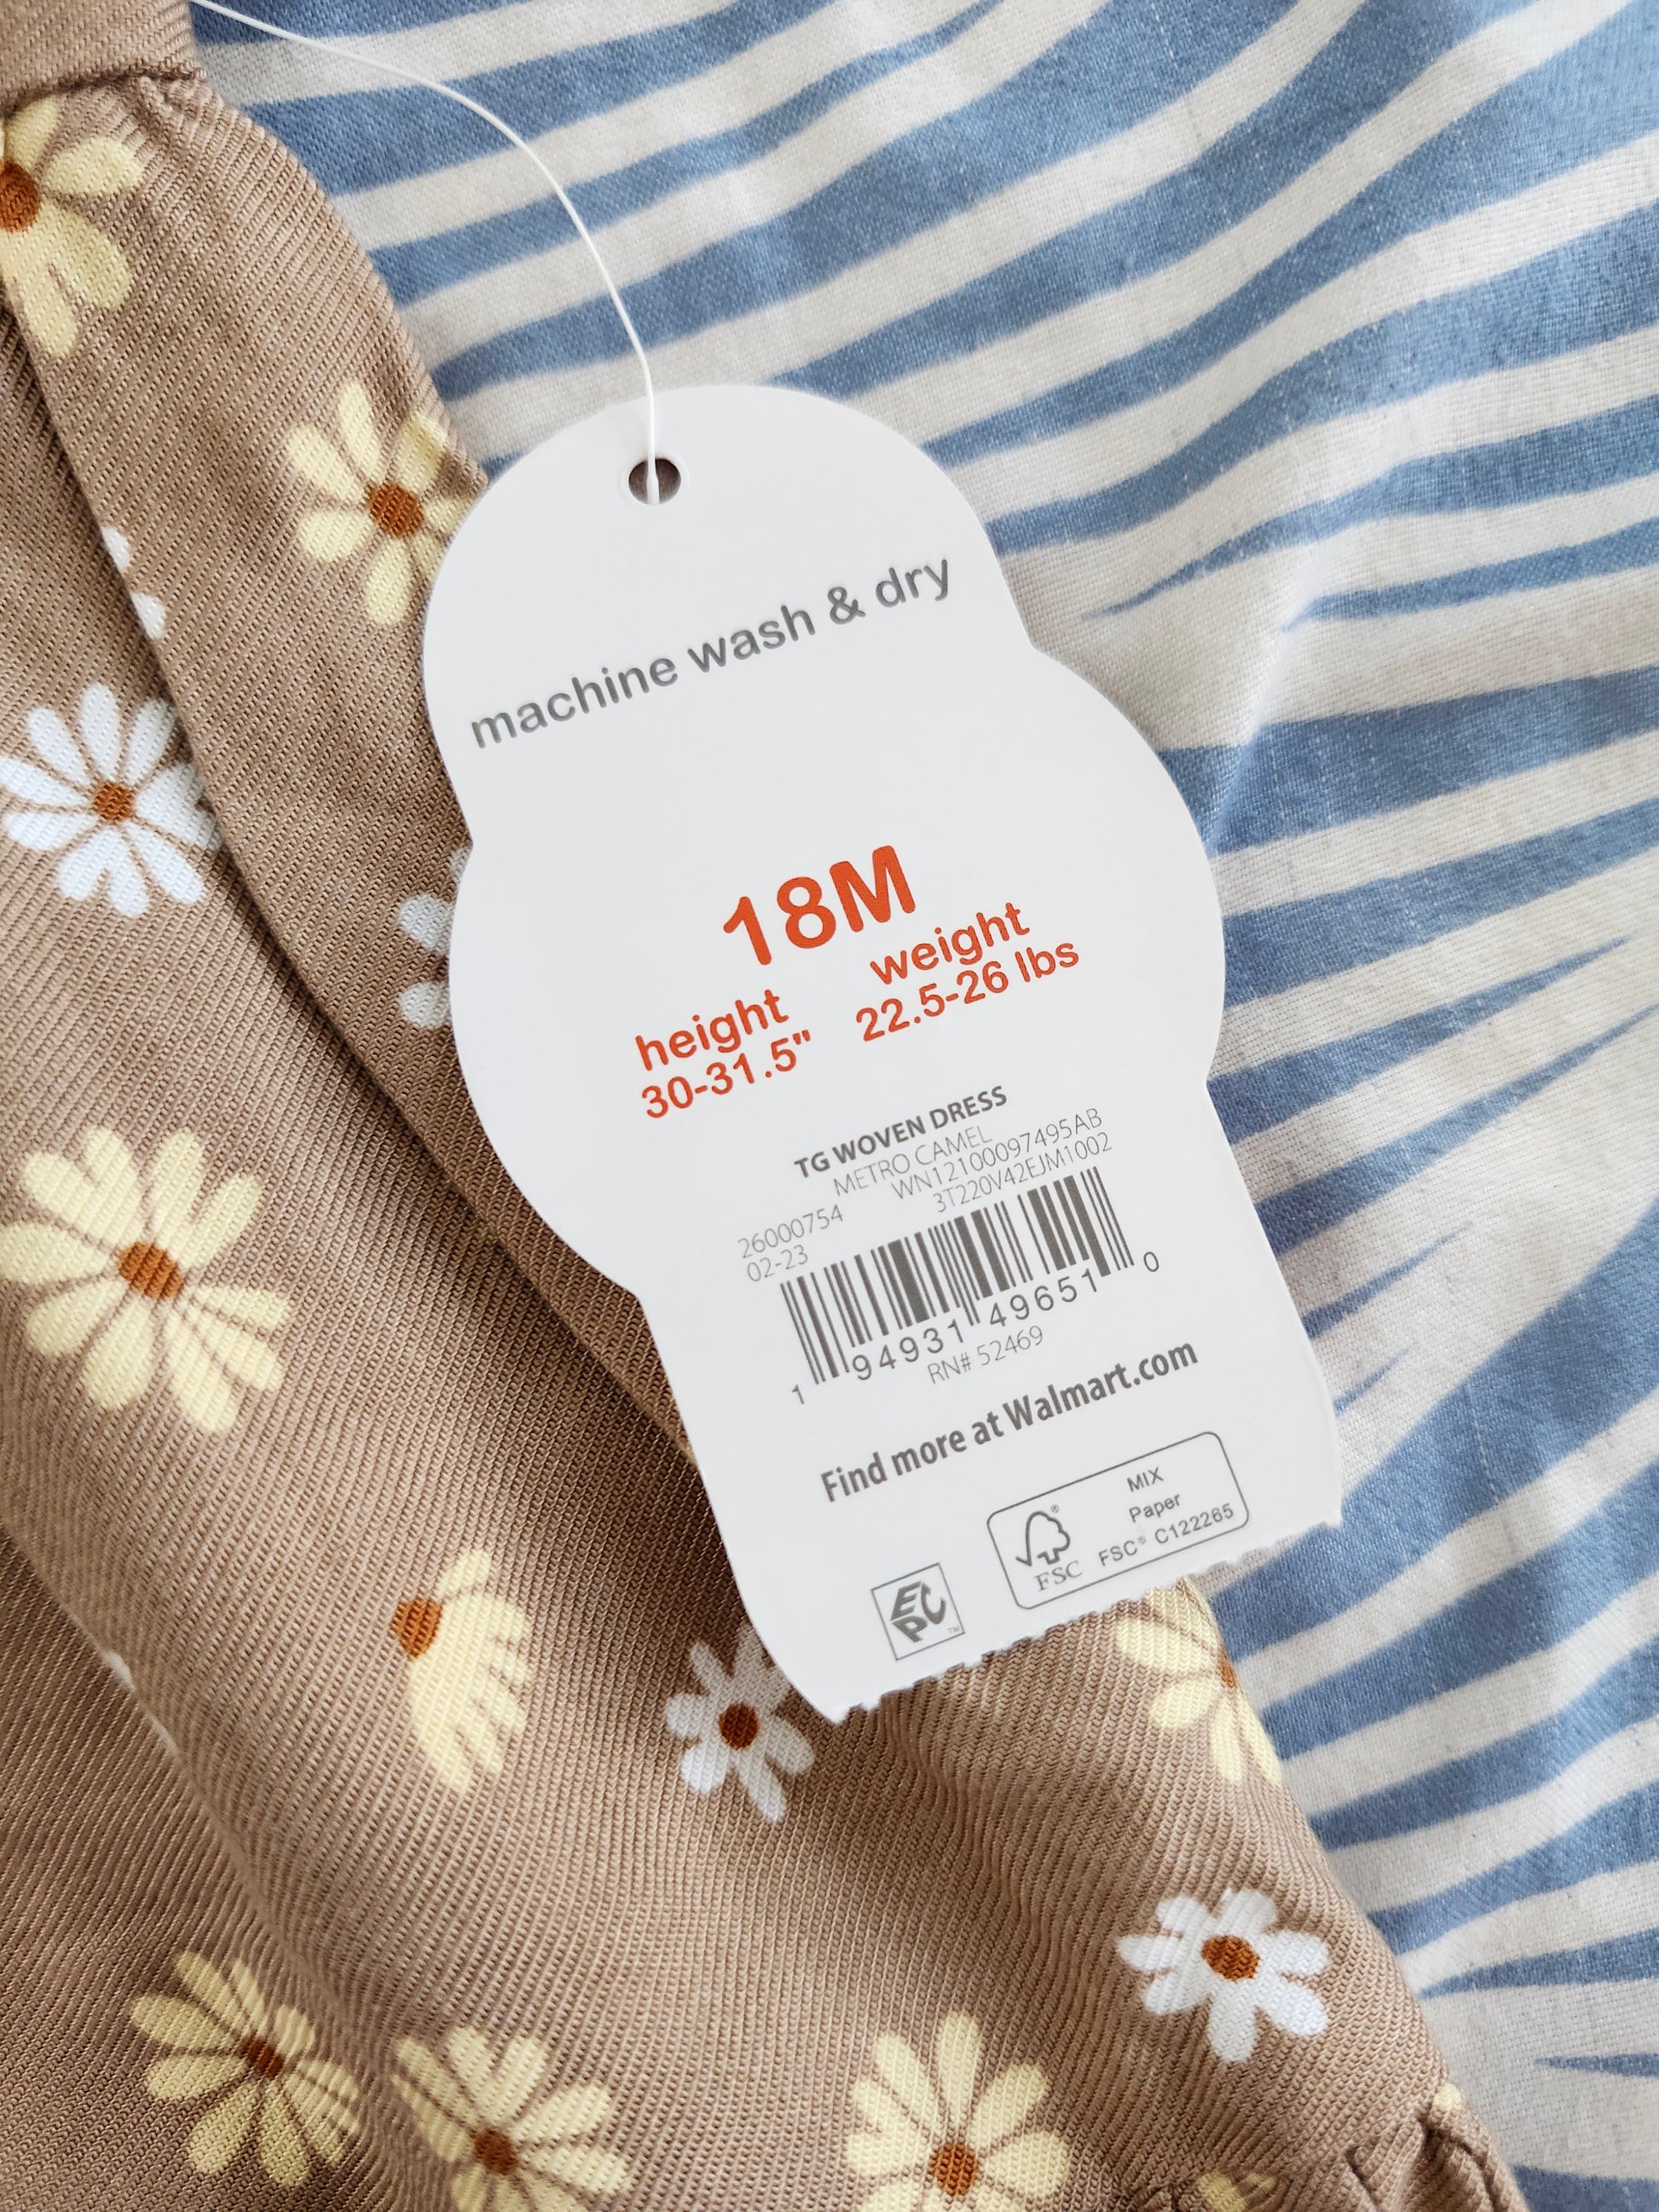 machine wash & dry
18M
height weight
30-31.5" 22.5-26 lbs
TG WOVEN DRESS
METRO CAMEL
WN12100097495AB
26000754 3T220V42EJM1002
02-23
1 94931 49651 0
RN# 52469
Find more at Walmart.com
EPC™
FSC®
MIX
Paper
FSC® C122265